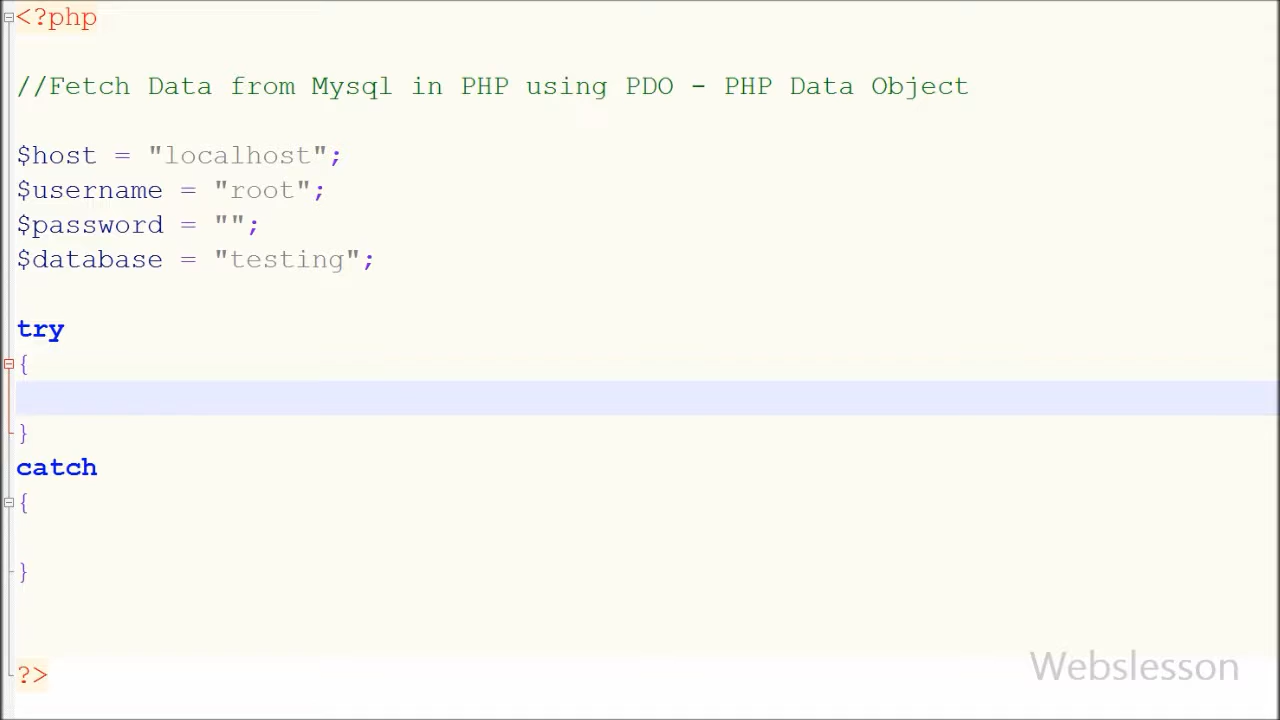 <?php
//Fetch Data from Mysql in PHP using PDO - PHP Data Object
$host = "localhost";
$username = "root";
$password = "";
$database = "testing";
try
{
}
catch
{
}
?>
Webslesson